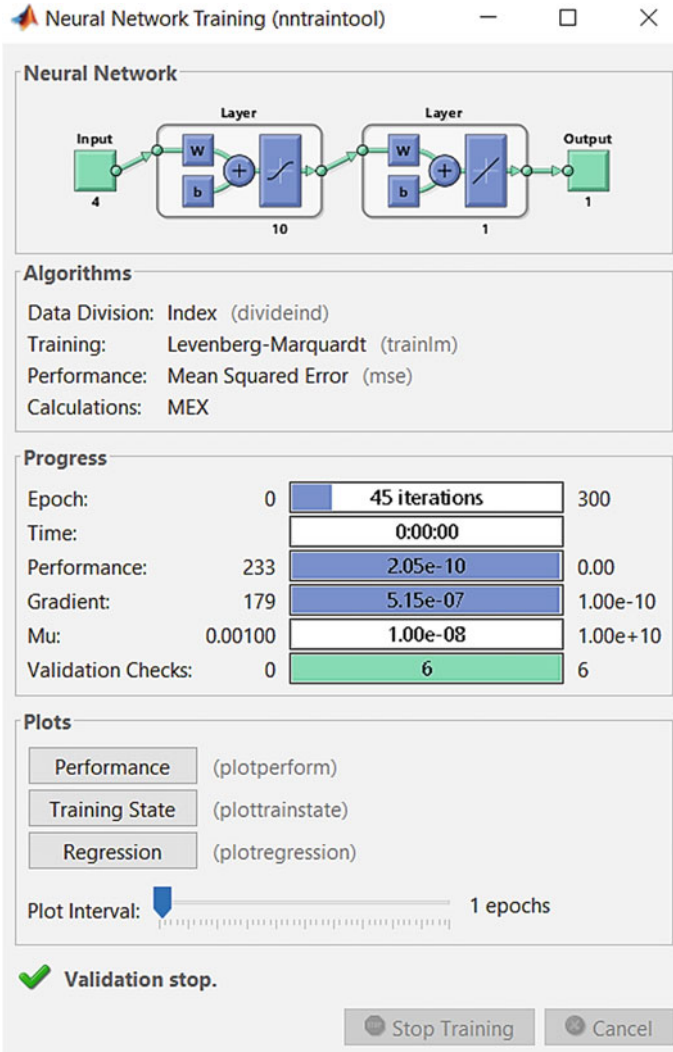 Neural Network Training (nntraintool)
Neural Network
Layer Layer
Input Output
W W
b b
4 10 1 1
Algorithms
Data Division: Index (divideind)
Training: Levenberg-Marquardt (trainlm)
Performance: Mean Squared Error (mse)
Calculations: MEX
Progress
Epoch: 0 45 iterations 300
Time: 0:00:00
Performance: 233 2.05e-10 0.00
Gradient: 179 5.15e-07 1.00e-10
Mu: 0.00100 1.00e-08 1.00e+10
Validation Checks: 0 6 6
Plots
Performance (plotperform)
Training State (plottrainstate)
Regression (plotregression)
Plot Interval: 1 epochs
Validation stop.
Stop Training Cancel